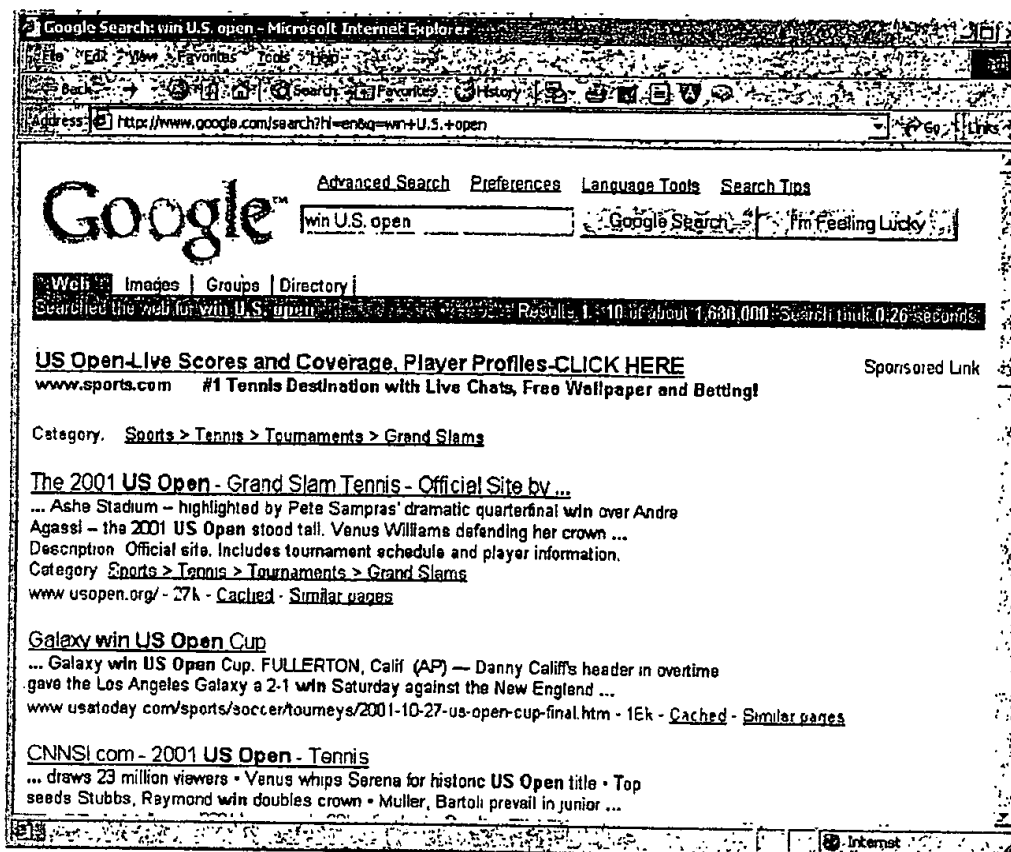 Google Search: win U.S. open - Microsoft Internet Explorer
File Edit View Favorites Tools Help
Back Search Favorites History
Address http://www.google.com/search?hl=en&q=win+U.S.+open Go Links
Advanced Search Preferences Language Tools Search Tips
Google™ win U.S. open Google Search I'm Feeling Lucky
Web Images Groups Directory
Searched the web for win U.S. open Results 1 - 10 of about 1,630,000. Search took 0.26 seconds.
US Open-Live Scores and Coverage, Player Profiles-CLICK HERE Sponsored Link
www.sports.com #1 Tennis Destination with Live Chats, Free Wallpaper and Betting!
Category. Sports > Tennis > Tournaments > Grand Slams
The 2001 US Open - Grand Slam Tennis - Official Site by ...
... Ashe Stadium – highlighted by Pete Sampras' dramatic quarterfinal win over Andre
Agassi – the 2001 US Open stood tall. Venus Williams defending her crown ...
Description Official site. Includes tournament schedule and player information.
Category Sports > Tennis > Tournaments > Grand Slams
www usopen.org/ - 27k - Cached - Similar pages
Galaxy win US Open Cup
... Galaxy win US Open Cup. FULLERTON, Calif (AP) — Danny Califf's header in overtime
gave the Los Angeles Galaxy a 2-1 win Saturday against the New England ...
www usatoday com/sports/soccer/tourneys/2001-10-27-us-open-cup-final.htm - 16k - Cached - Similar pages
CNNSI com - 2001 US Open - Tennis
... draws 23 million viewers • Venus whips Serena for historic US Open title • Top
seeds Stubbs, Raymond win doubles crown • Muller, Bartoli prevail in junior ...
Internet